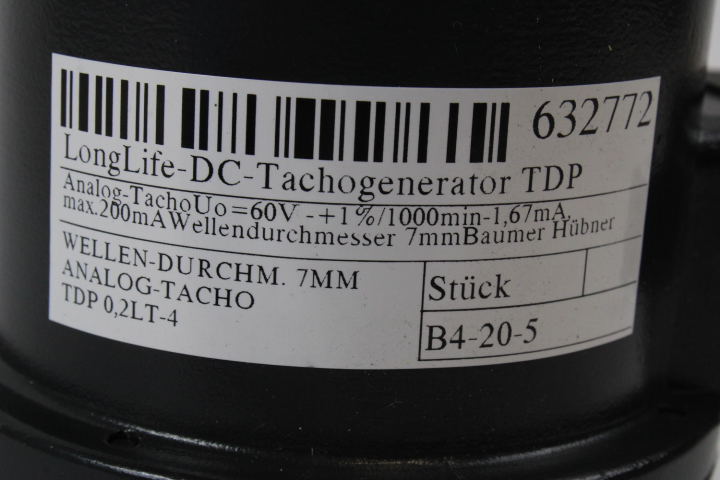 632772
LongLife-DC-Tachogenerator TDP
Analog-TachoUo=60V -+1%/1000min-1,67mA,
max.200mAWellendurchmesser 7mmBaumer Hübner
WELLEN-DURCHM. 7MM
ANALOG-TACHO
TDP 0,2LT-4
Stück
B4-20-5